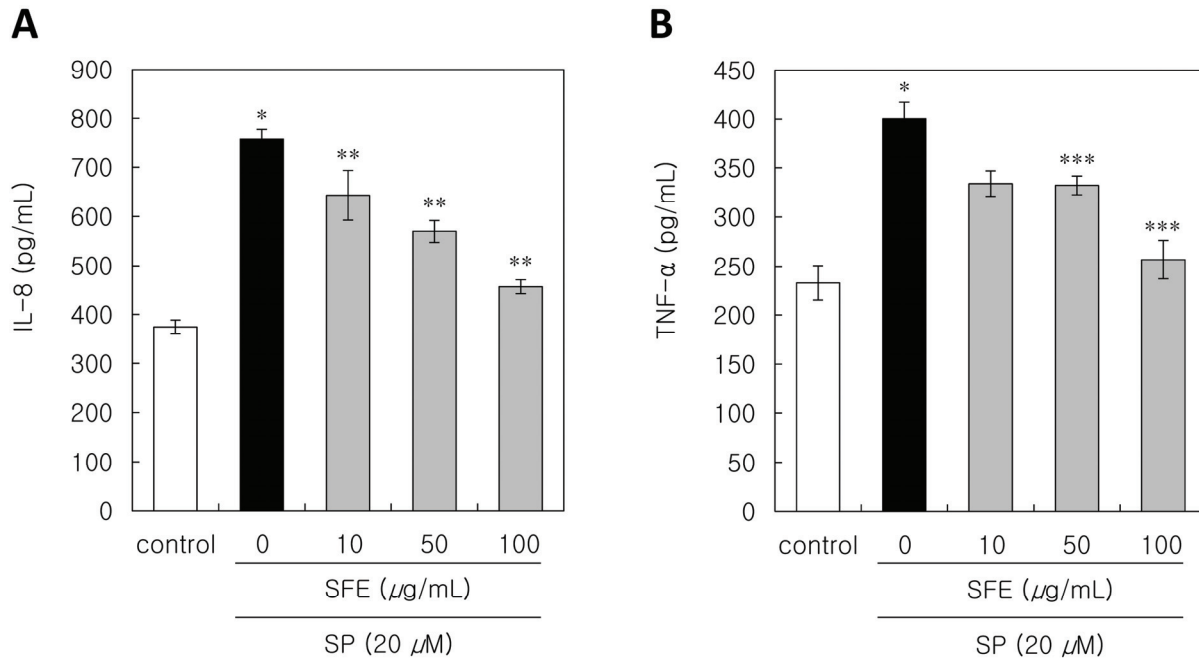 A
IL-8 (pg/mL)
900
800
700
600
500
400
300
200
100
0
*
**
**
**
control 0 10 50 100
SFE (μg/mL)
SP (20 μM)
B
TNF-α (pg/mL)
450
400
350
300
250
200
150
100
50
0
*
***
***
control 0 10 50 100
SFE (μg/mL)
SP (20 μM)